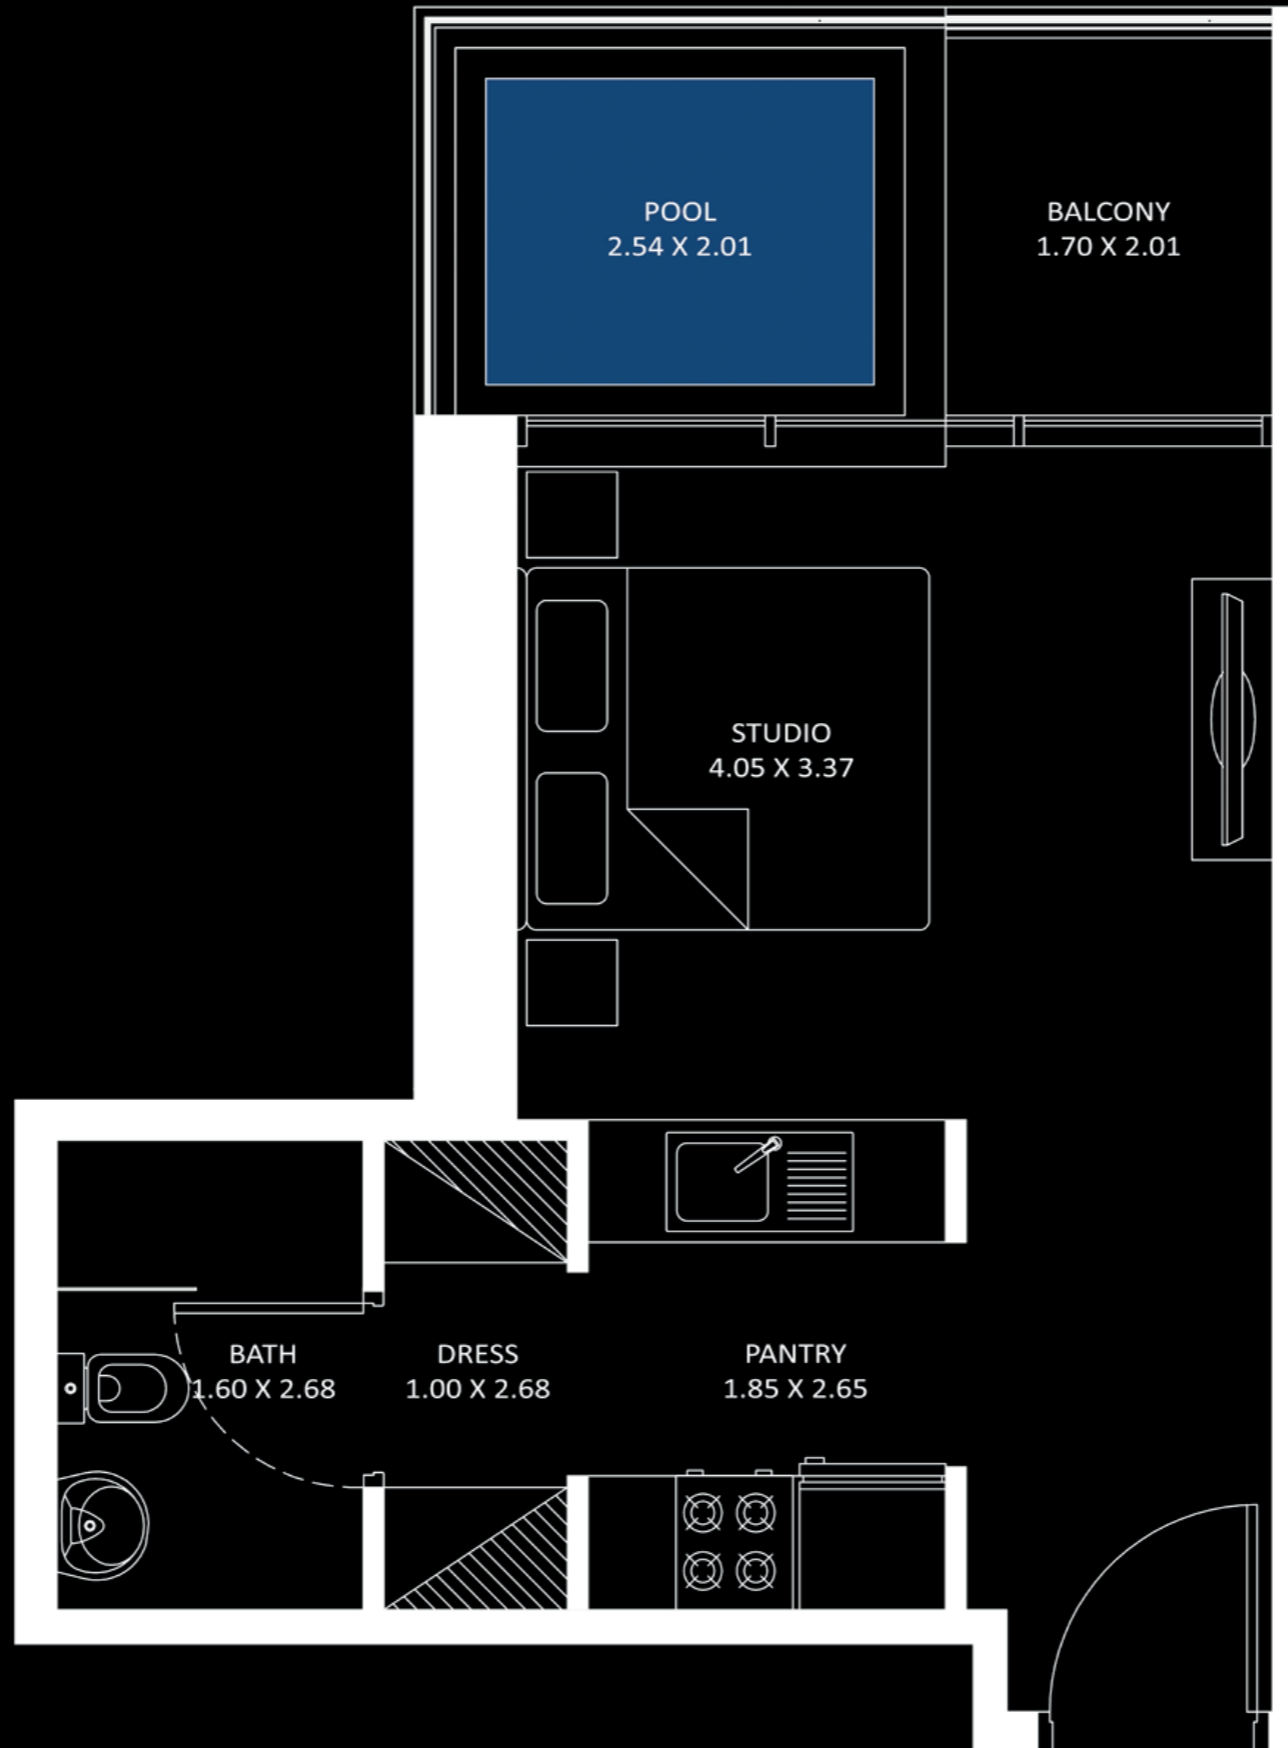 POOL
2.54 X 2.01
BALCONY
1.70 X 2.01
STUDIO
4.05 X 3.37
BATH
1.60 X 2.68
DRESS
1.00 X 2.68
PANTRY
1.85 X 2.65